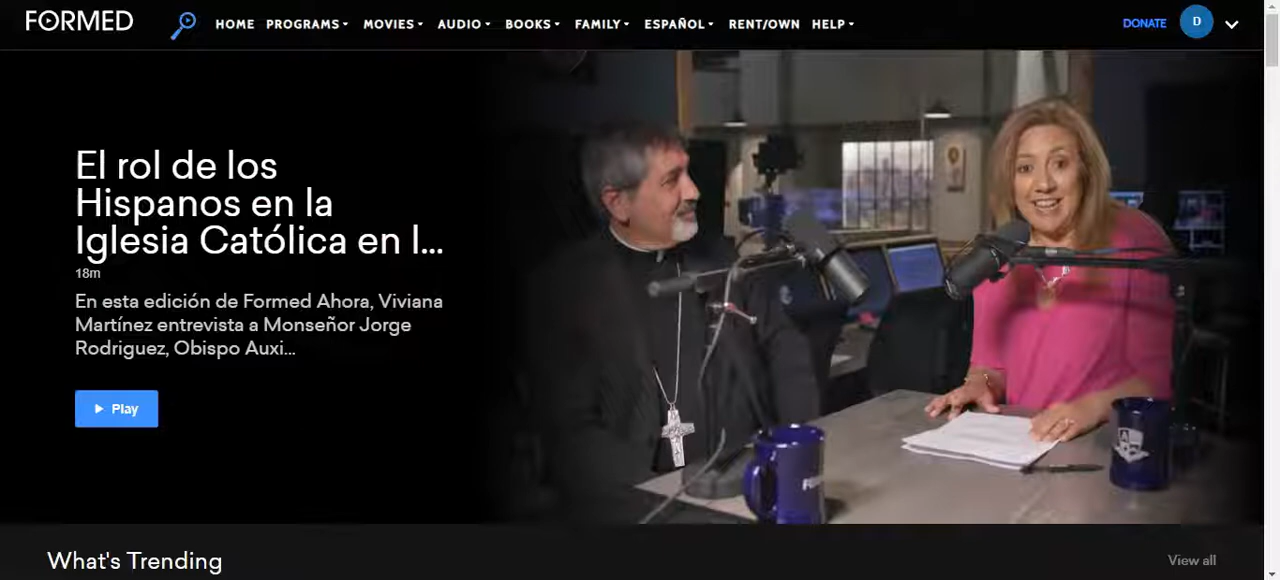 FORMED
HOME PROGRAMS MOVIES AUDIO BOOKS FAMILY ESPAÑOL RENT/OWN HELP
DONATE D
El rol de los
Hispanos en la
Iglesia Católica en l...
18m
En esta edición de Formed Ahora, Viviana
Martínez entrevista a Monseñor Jorge
Rodriguez, Obispo Auxi...
Play
What's Trending
View all